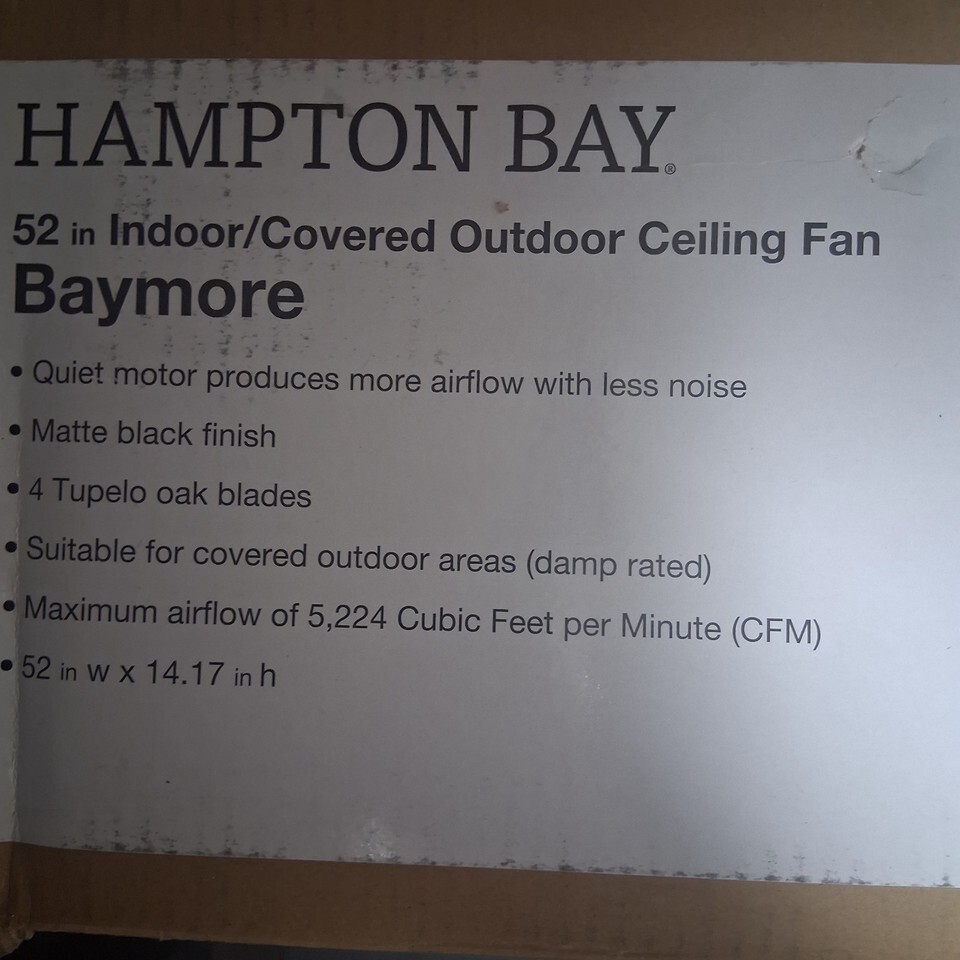 HAMPTON BAY®
52 in Indoor/Covered Outdoor Ceiling Fan
Baymore
• Quiet motor produces more airflow with less noise
• Matte black finish
• 4 Tupelo oak blades
• Suitable for covered outdoor areas (damp rated)
• Maximum airflow of 5,224 Cubic Feet per Minute (CFM)
• 52 in w x 14.17 in h